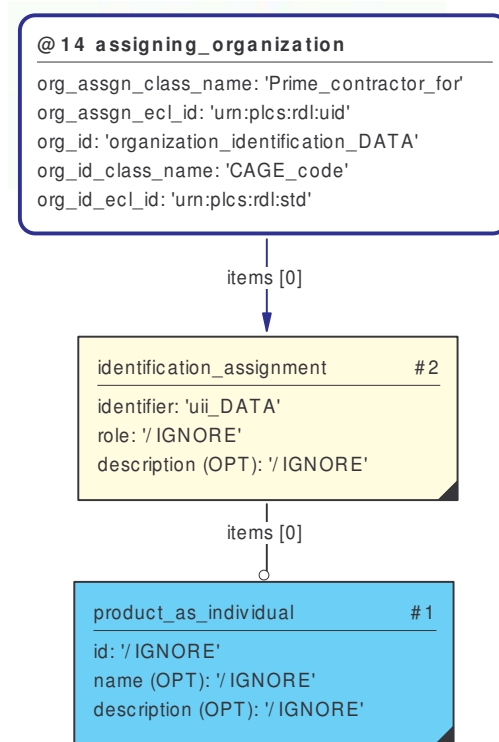 @14 assigning_organization
org_assgn_class_name: 'Prime_contractor_for'
org_assgn_ecl_id: 'urn:plcs:rdl:uid'
org_id: 'organization_identification_DATA'
org_id_class_name: 'CAGE_code'
org_id_ecl_id: 'urn:plcs:rdl:std'
items [0]
identification_assignment #2
identifier: 'uii_DATA'
role: '/IGNORE'
description (OPT): '/IGNORE'
items [0]
product_as_individual #1
id: '/IGNORE'
name (OPT): '/IGNORE'
description (OPT): '/IGNORE'